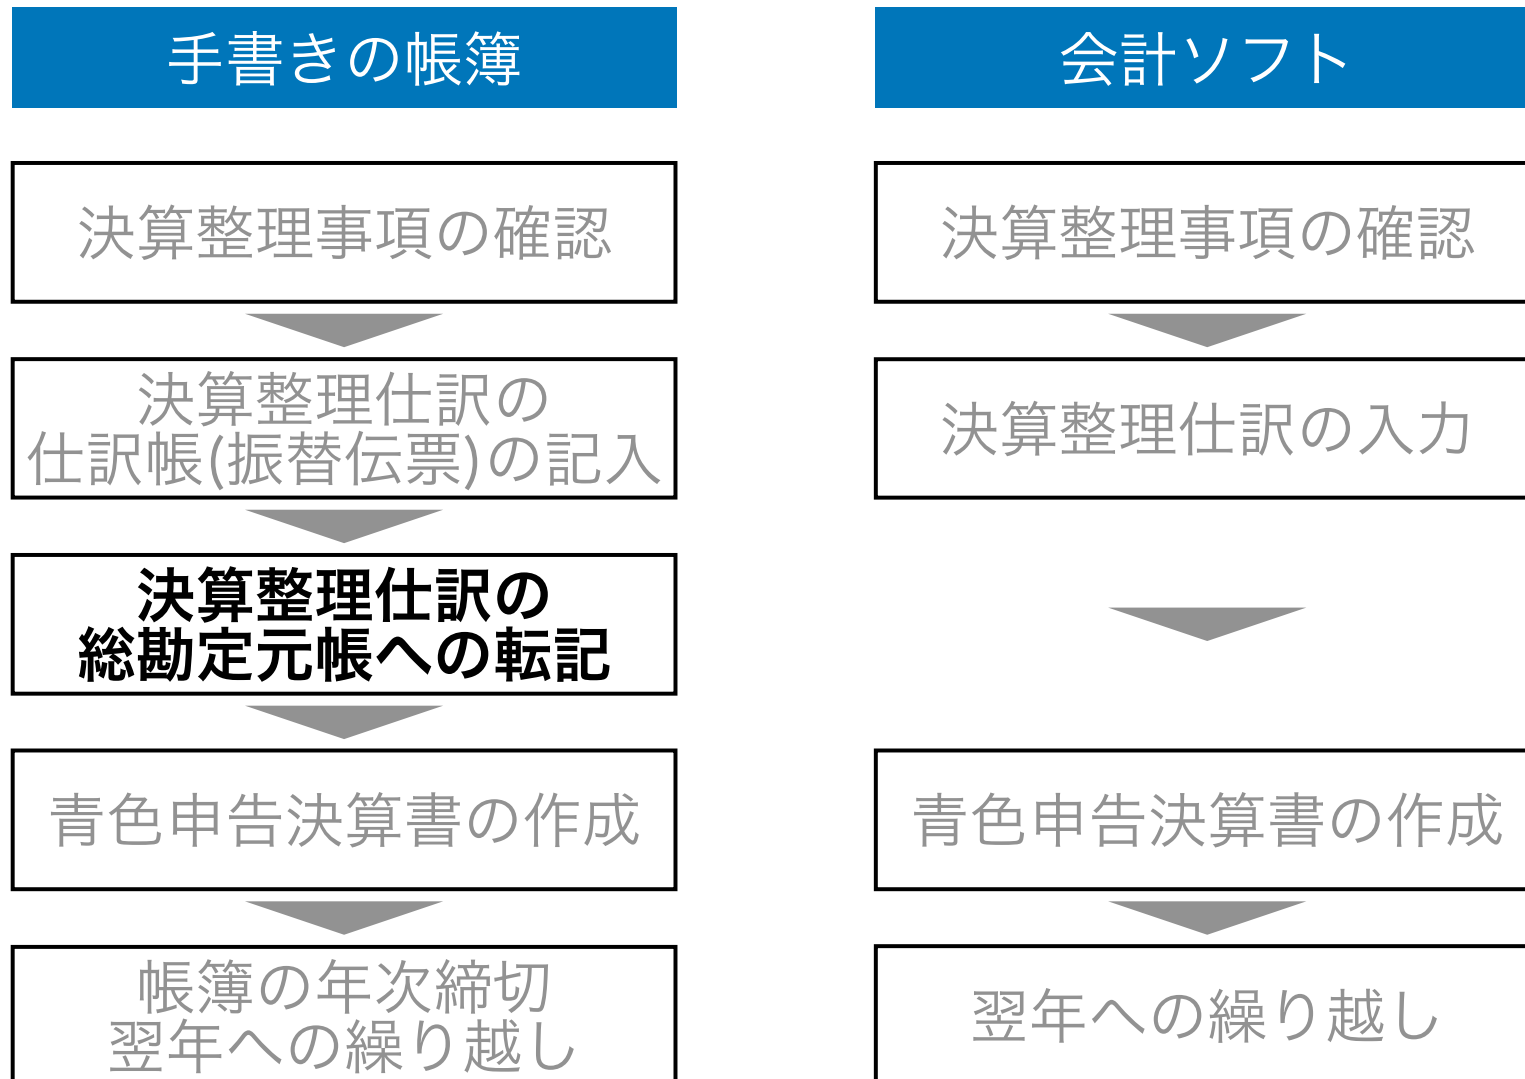 手書きの帳簿
決算整理事項の確認
決算整理仕訳の
仕訳帳(振替伝票)の記入
決算整理仕訳の
総勘定元帳への転記
青色申告決算書の作成
帳簿の年次締切
翌年への繰り越し
会計ソフト
決算整理事項の確認
決算整理仕訳の入力
青色申告決算書の作成
翌年への繰り越し